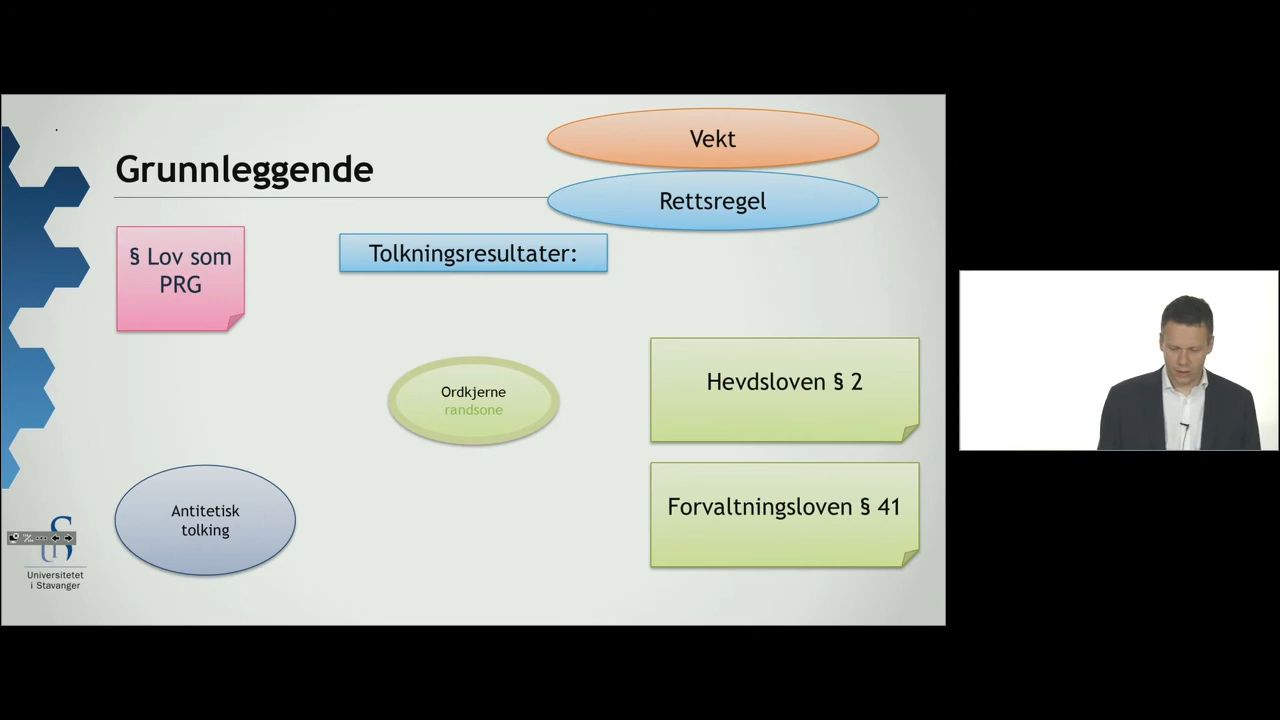 Grunnleggende
Vekt
Rettsregel
§ Lov som
PRG
Tolkningsresultater:
Ordkjerne
randsone
Hevdsloven § 2
Antitetisk
tolking
Forvaltningsloven § 41
Universitetet
i Stavanger